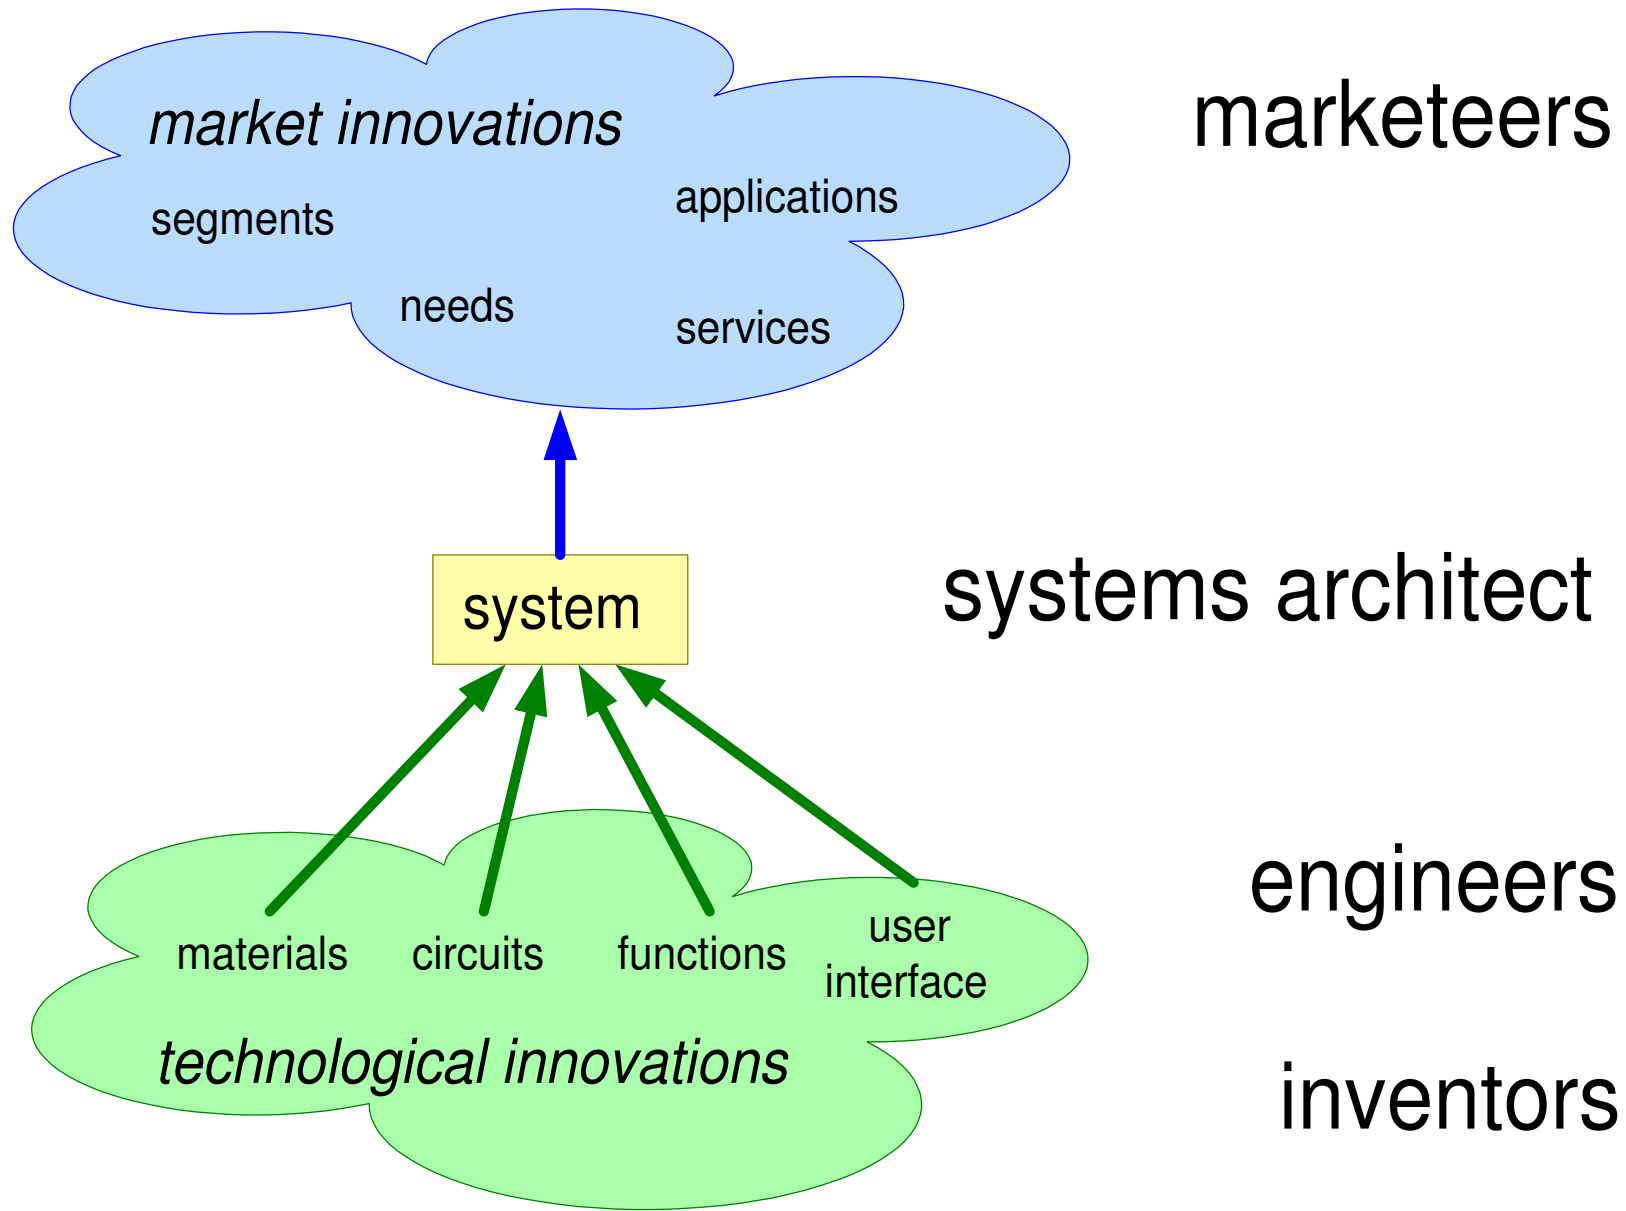 market innovations
marketeers
segments
applications
needs
services
system
systems architect
engineers
materials
circuits
functions
user
interface
technological innovations
inventors